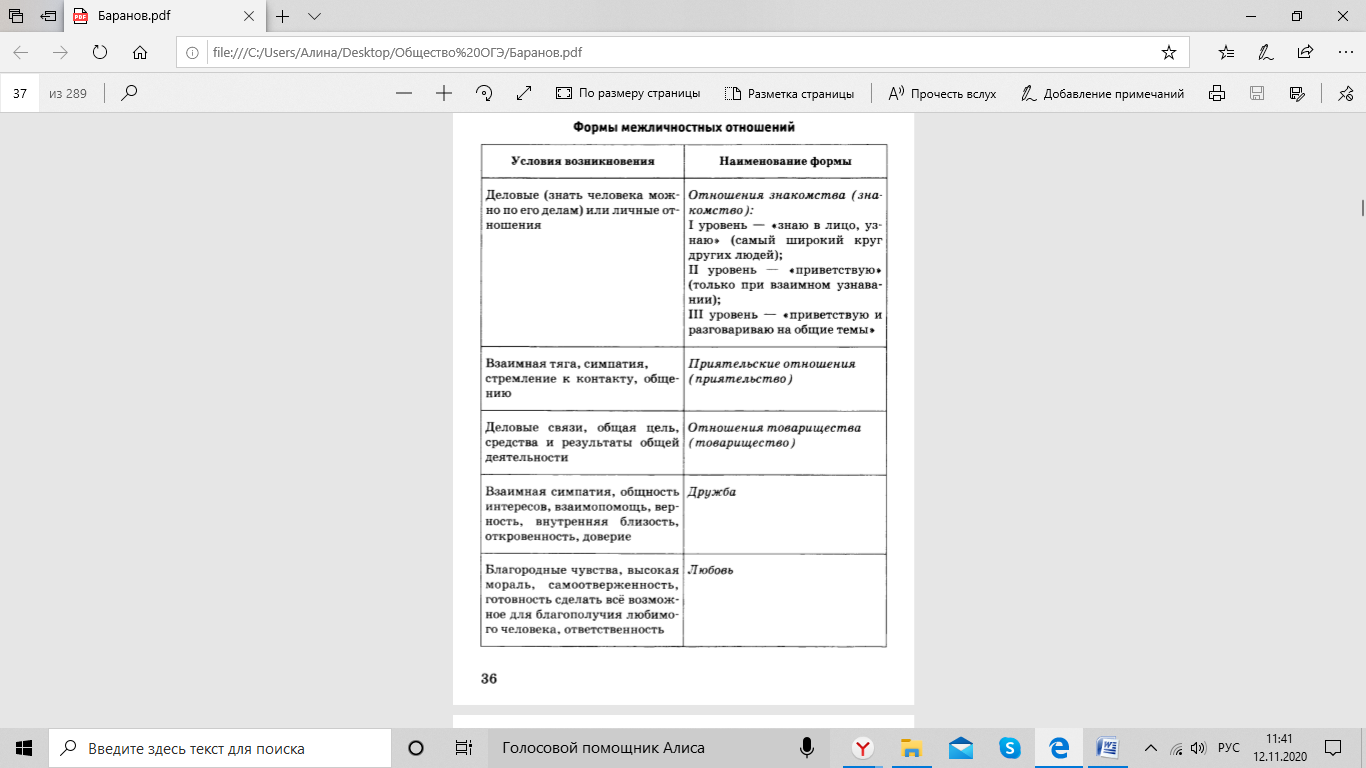 Баранов.pdf
file:///C:/Users/Алина/Desktop/Общество%20ОГЭ/Баранов.pdf
37 из 289
По размеру страницы
Разметка страницы
Прочесть вслух
Добавление примечаний
Формы межличностных отношений
Условия возникновения
Наименование формы
Деловые (знать человека мож-
но по его делам) или личные от-
ношения
Отношения знакомства (зна-
комство):
I уровень — «знаю в лицо, уз-
наю» (самый широкий круг
других людей);
II уровень — «приветствую»
(только при взаимном узнава-
нии);
III уровень — «приветствую и
разговариваю на общие темы»
Взаимная тяга, симпатия,
стремление к контакту, обще-
нию
Приятельские отношения
(приятельство)
Деловые связи, общая цель,
средства и результаты общей
деятельности
Отношения товарищества
(товарищество)
Взаимная симпатия, общность
интересов, взаимопомощь, вер-
ность, внутренняя близость,
откровенность, доверие
Дружба
Благородные чувства, высокая
мораль, самоотверженность,
готовность сделать всё возмож-
ное для благополучия любимо-
го человека, ответственность
Любовь
36
Введите здесь текст для поиска
Голосовой помощник Алиса
РУС
11:41
12.11.2020